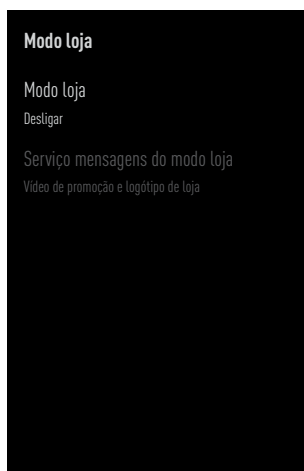 Modo loja
Modo loja
Desligar
Serviço mensagens do modo loja
Vídeo de promoção e logótipo de loja